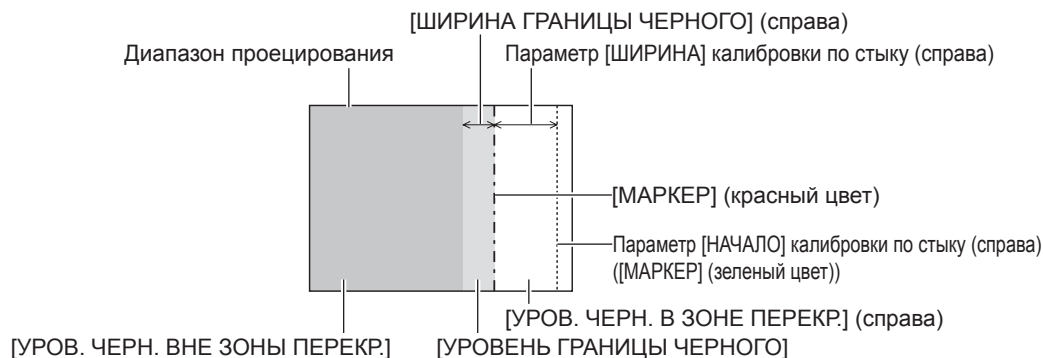 [ШИРИНА ГРАНИЦЫ ЧЕРНОГО] (справа)
Диапазон проецирования
Параметр [ШИРИНА] калибровки по стыку (справа)
[МАРКЕР] (красный цвет)
Параметр [НАЧАЛО] калибровки по стыку (справа)
([МАРКЕР] (зеленый цвет))
[УРОВ. ЧЕРН. В ЗОНЕ ПЕРЕКР.] (справа)
[УРОВ. ЧЕРН. ВНЕ ЗОНЫ ПЕРЕКР.]
[УРОВЕНЬ ГРАНИЦЫ ЧЕРНОГО]